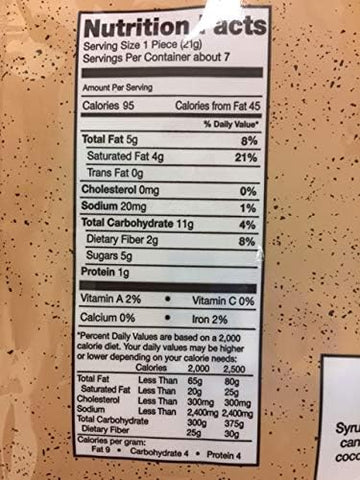 Nutrition Facts
Serving Size 1 Piece (21g)
Servings Per Container about 7
Amount Per Serving
Calories 95 Calories from Fat 45
% Daily Value*
Total Fat 5g 8%
Saturated Fat 4g 21%
Trans Fat 0g
Cholesterol 0mg 0%
Sodium 20mg 1%
Total Carbohydrate 11g 4%
Dietary Fiber 2g 8%
Sugars 5g
Protein 1g
Vitamin A 2% • Vitamin C 0%
Calcium 0% • Iron 2%
*Percent Daily Values are based on a 2,000
calorie diet. Your daily values may be higher
or lower depending on your calorie needs:
Calories 2,000 2,500
Total Fat Less Than 65g 80g
Saturated Fat Less Than 20g 25g
Cholesterol Less Than 300mg 300mg
Sodium Less Than 2,400mg 2,400mg
Total Carbohydrate 300g 375g
Dietary Fiber 25g 30g
Calories per gram:
Fat 9 • Carbohydrate 4 • Protein 4
Syru
can
coco